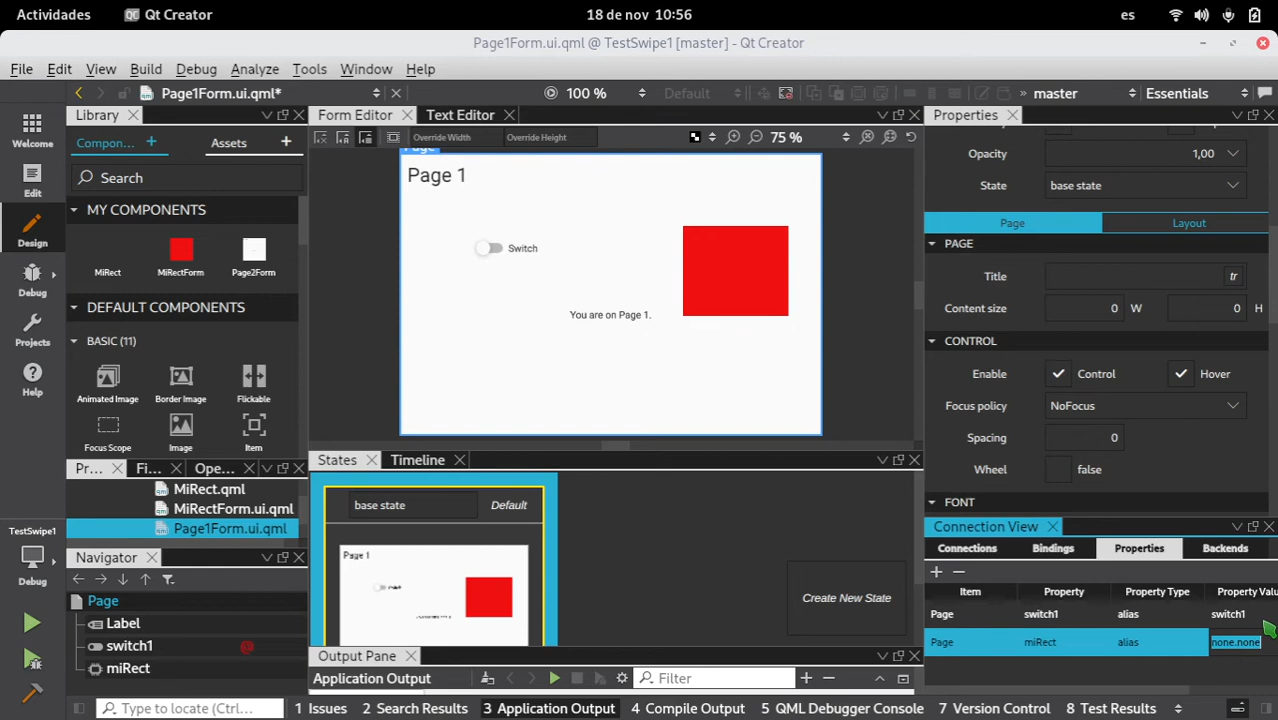 Actividades
Qt Creator
18 de nov 10:56
es
Page1Form.ui.qml @ TestSwipe1 [master] - Qt Creator
File Edit View Build Debug Analyze Tools Window Help
Page1Form.ui.qml*
100 %
Default
master
Essentials
Welcome
Edit
Design
Debug
Projects
Help
TestSwipe1
Debug
Library
Compon...
Assets
Search
MY COMPONENTS
MiRect MiRectForm Page2Form
DEFAULT COMPONENTS
BASIC (11)
Animated Image Border Image Flickable
Focus Scope Image Item
Pr... Fi... Ope...
MiRect.qml
MiRectForm.ui.qml
Page1Form.ui.qml
Navigator
Page
Label
switch1
miRect
Form Editor Text Editor
Override Width Override Height 75 %
Page
Page 1
Switch
You are on Page 1.
States Timeline
base state Default
Page 1
Create New State
Output Pane
Application Output
Filter
Properties
Opacity 1,00
State base state
Page Layout
PAGE
Title tr
Content size 0 W 0 H
CONTROL
Enable Control Hover
Focus policy NoFocus
Spacing 0
Wheel false
FONT
Connection View
Connections Bindings Properties Backends
Item Property Property Type Property Valu
Page switch1 alias switch1
Page miRect alias none.none
Type to locate (Ctrl...
1 Issues 2 Search Results 3 Application Output 4 Compile Output 5 QML Debugger Console 7 Version Control 8 Test Results